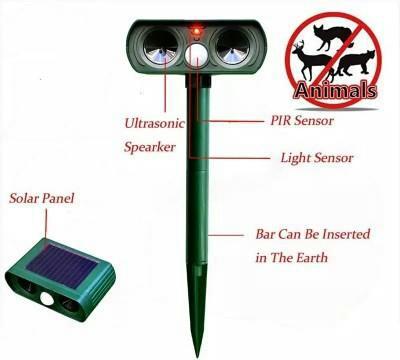 Animals
Ultrasonic
Spearker
PIR Sensor
Light Sensor
Solar Panel
Bar Can Be Inserted
in The Earth